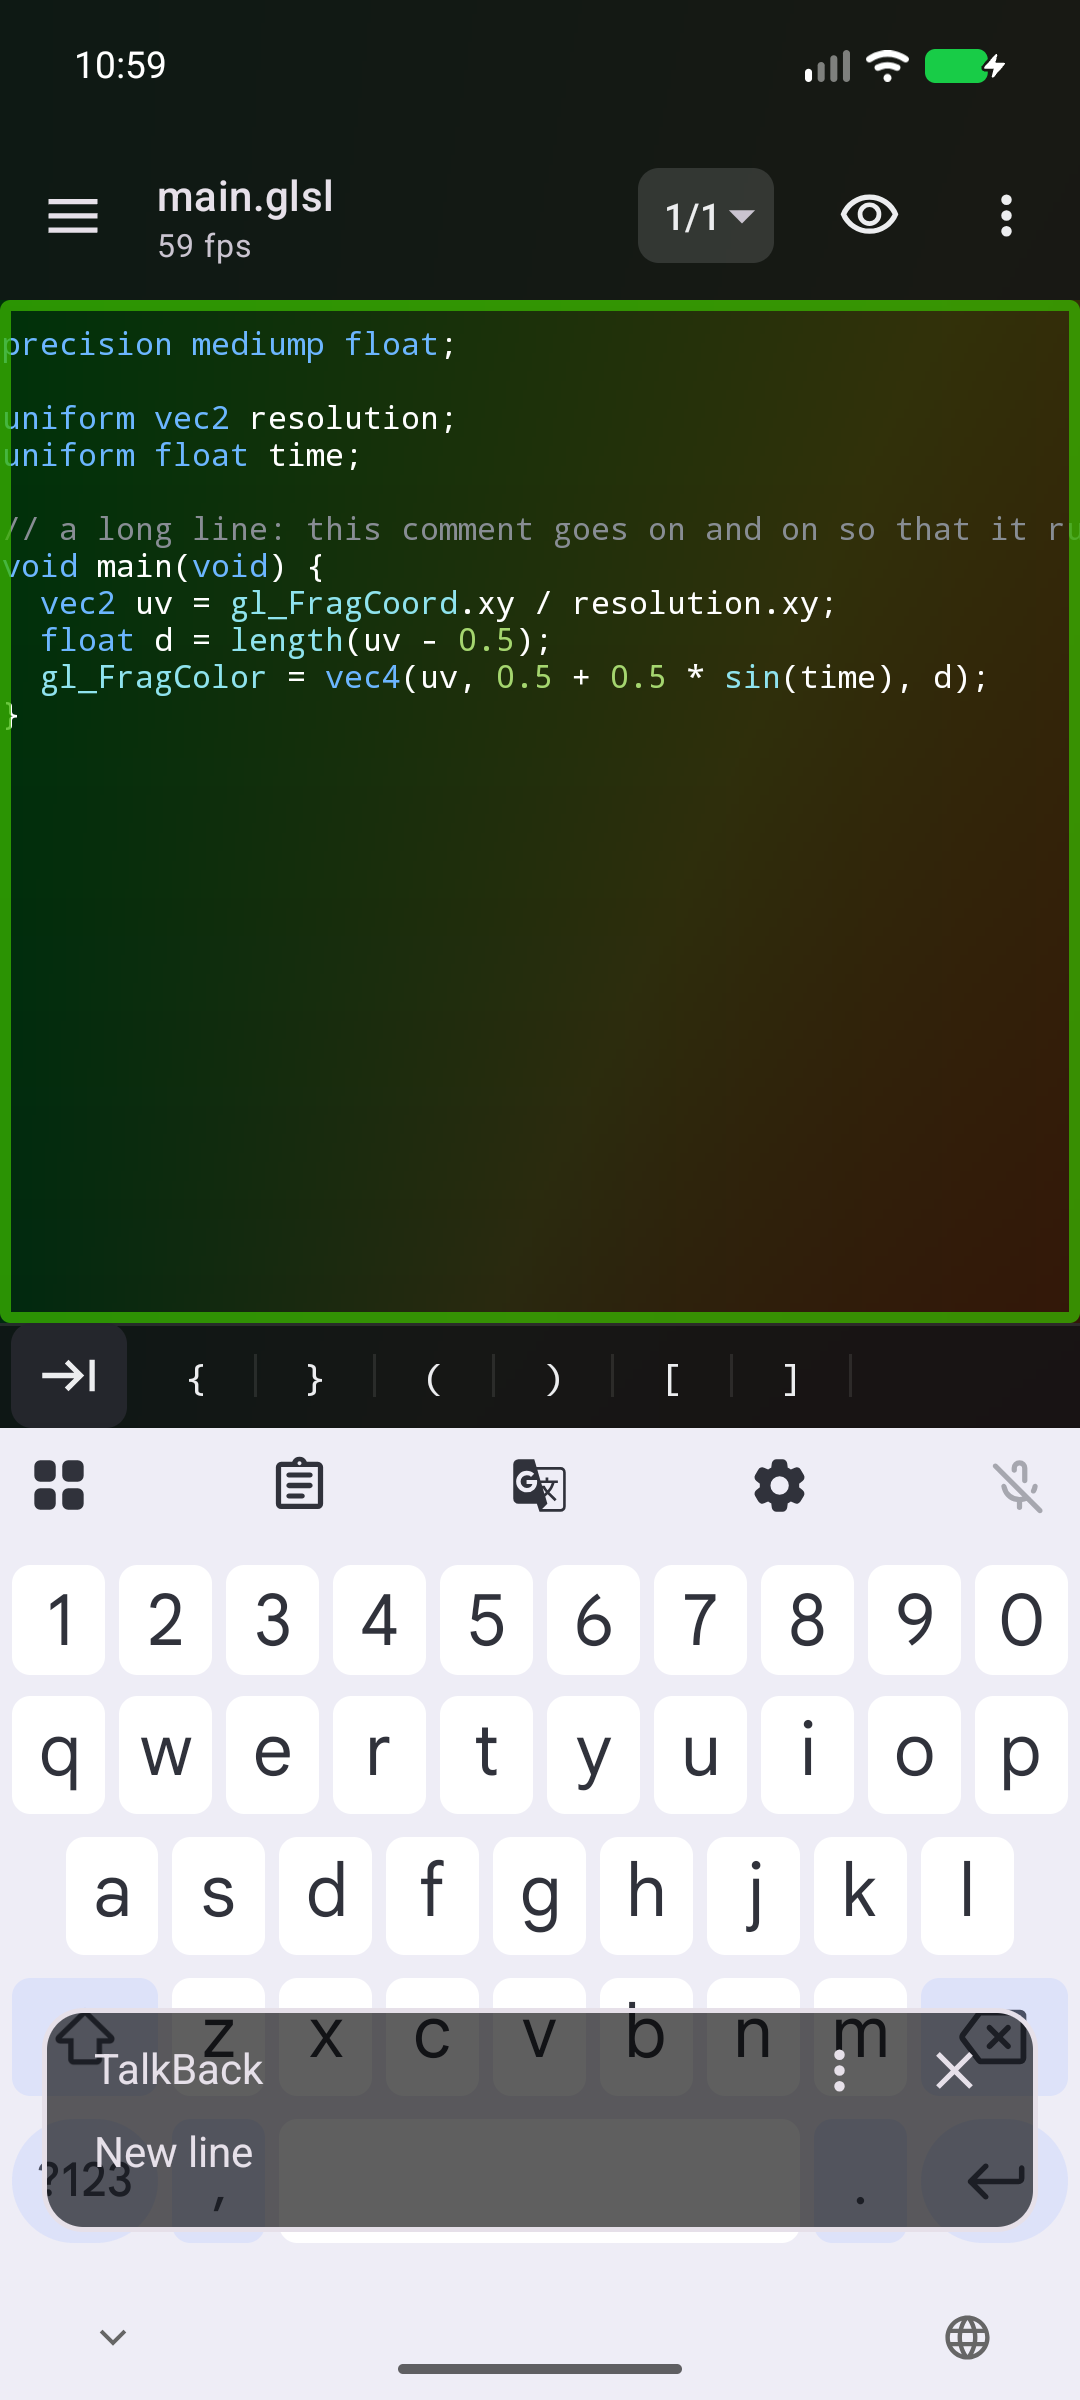 10:59
main.glsl
59 fps
1/1
precision mediump float;
uniform vec2 resolution;
uniform float time;
// a long line: this comment goes on and on so that it ru
void main(void) {
  vec2 uv = gl_FragCoord.xy / resolution.xy;
  float d = length(uv - 0.5);
  gl_FragColor = vec4(uv, 0.5 + 0.5 * sin(time), d);
}
{ } ( ) [ ]
1 2 3 4 5 6 7 8 9 0
q w e r t y u i o p
a s d f g h j k l
z x c v b n m
TalkBack
New line
?123 , .